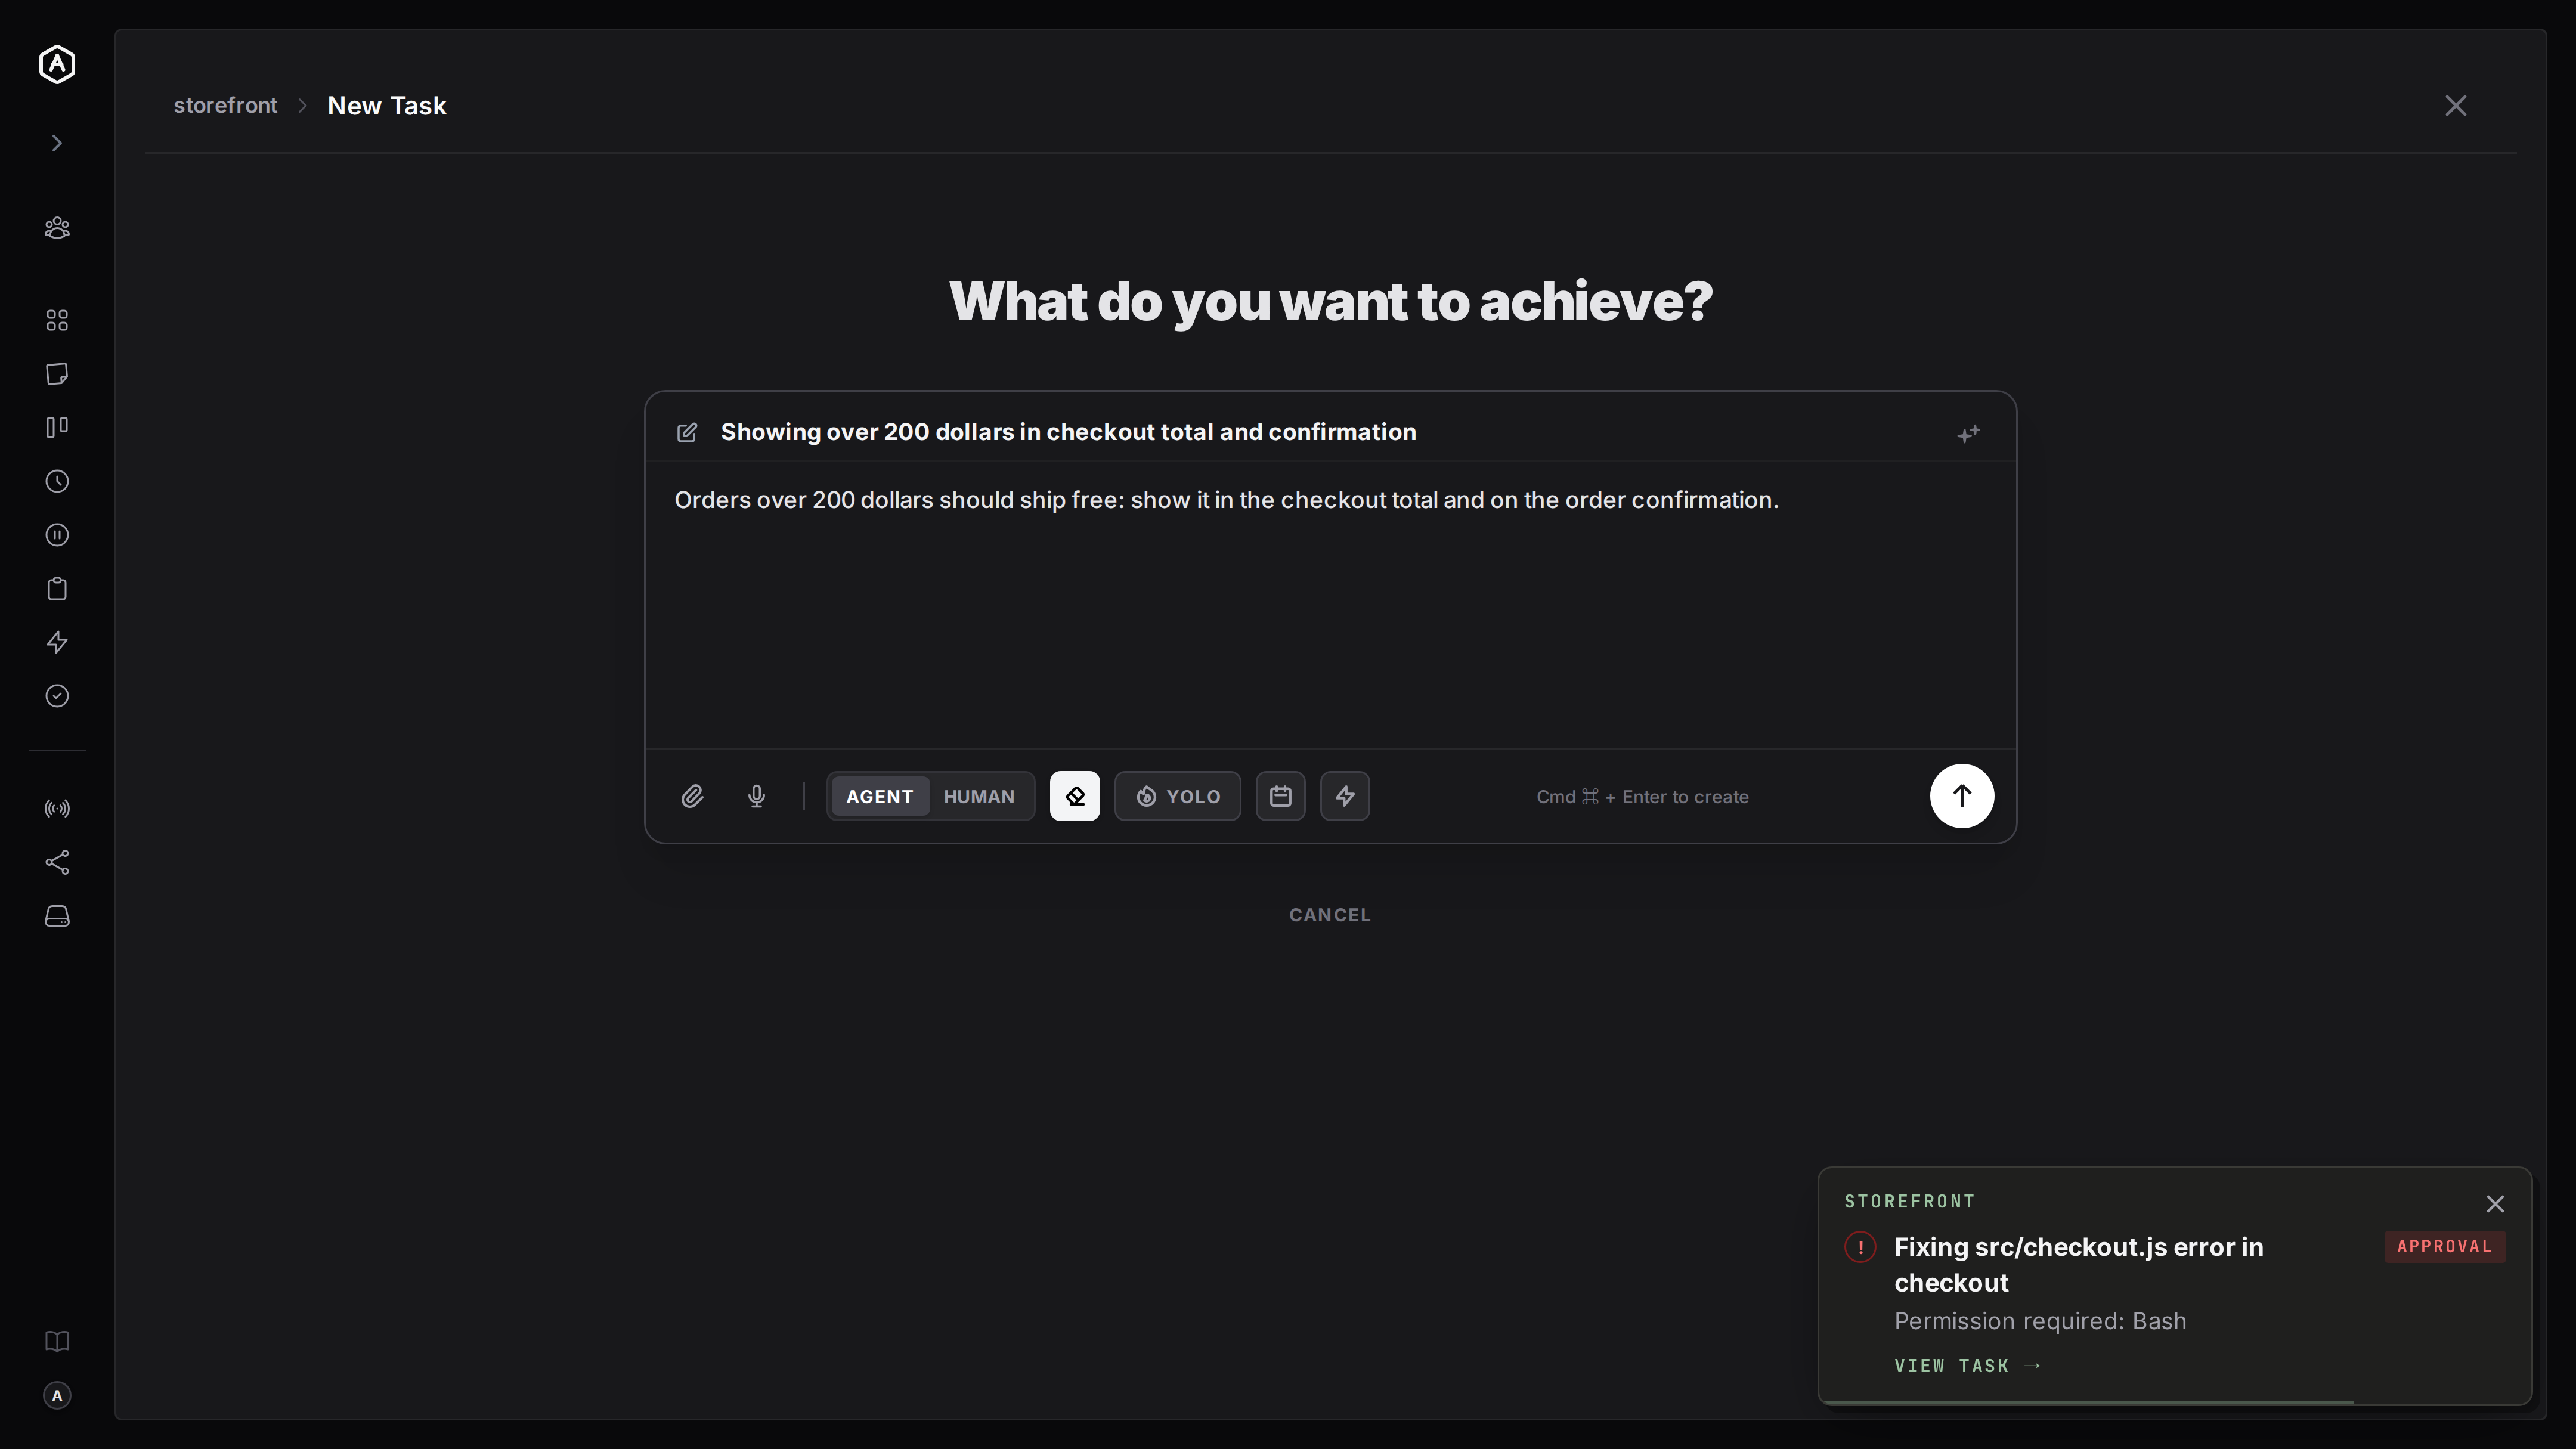 A
storefront > New Task
What do you want to achieve?
Showing over 200 dollars in checkout total and confirmation
Orders over 200 dollars should ship free: show it in the checkout total and on the order confirmation.
AGENT HUMAN YOLO Cmd ⌘ + Enter to create
CANCEL
STOREFRONT
! Fixing src/checkout.js error in APPROVAL
checkout
Permission required: Bash
VIEW TASK →
A